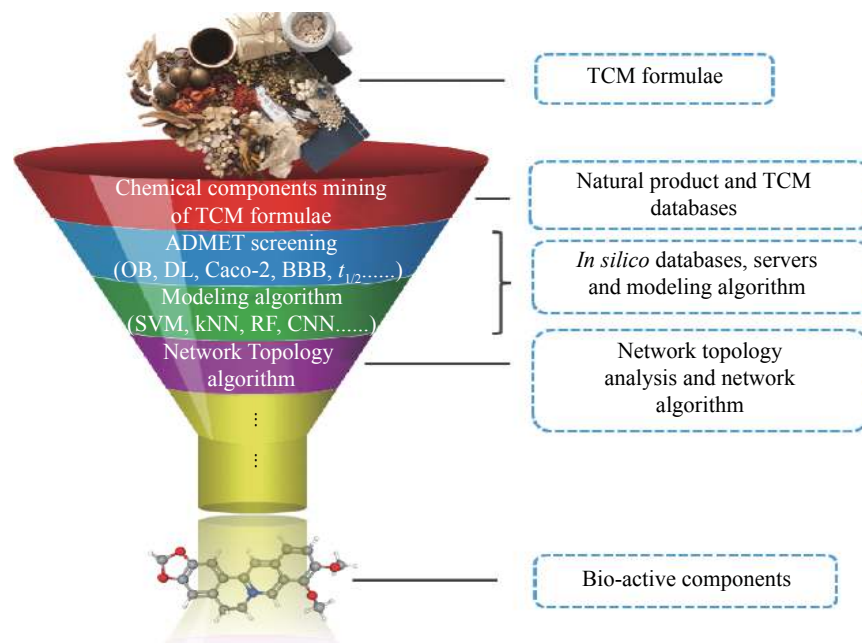 TCM formulae
Chemical components mining
of TCM formulae
Natural product and TCM
databases
ADMET screening
(OB, DL, Caco-2, BBB, t1/2......)
Modeling algorithm
(SVM, kNN, RF, CNN......)
In silico databases, servers
and modeling algorithm
Network Topology
algorithm
Network topology
analysis and network
algorithm
⋮
⋮
Bio-active components